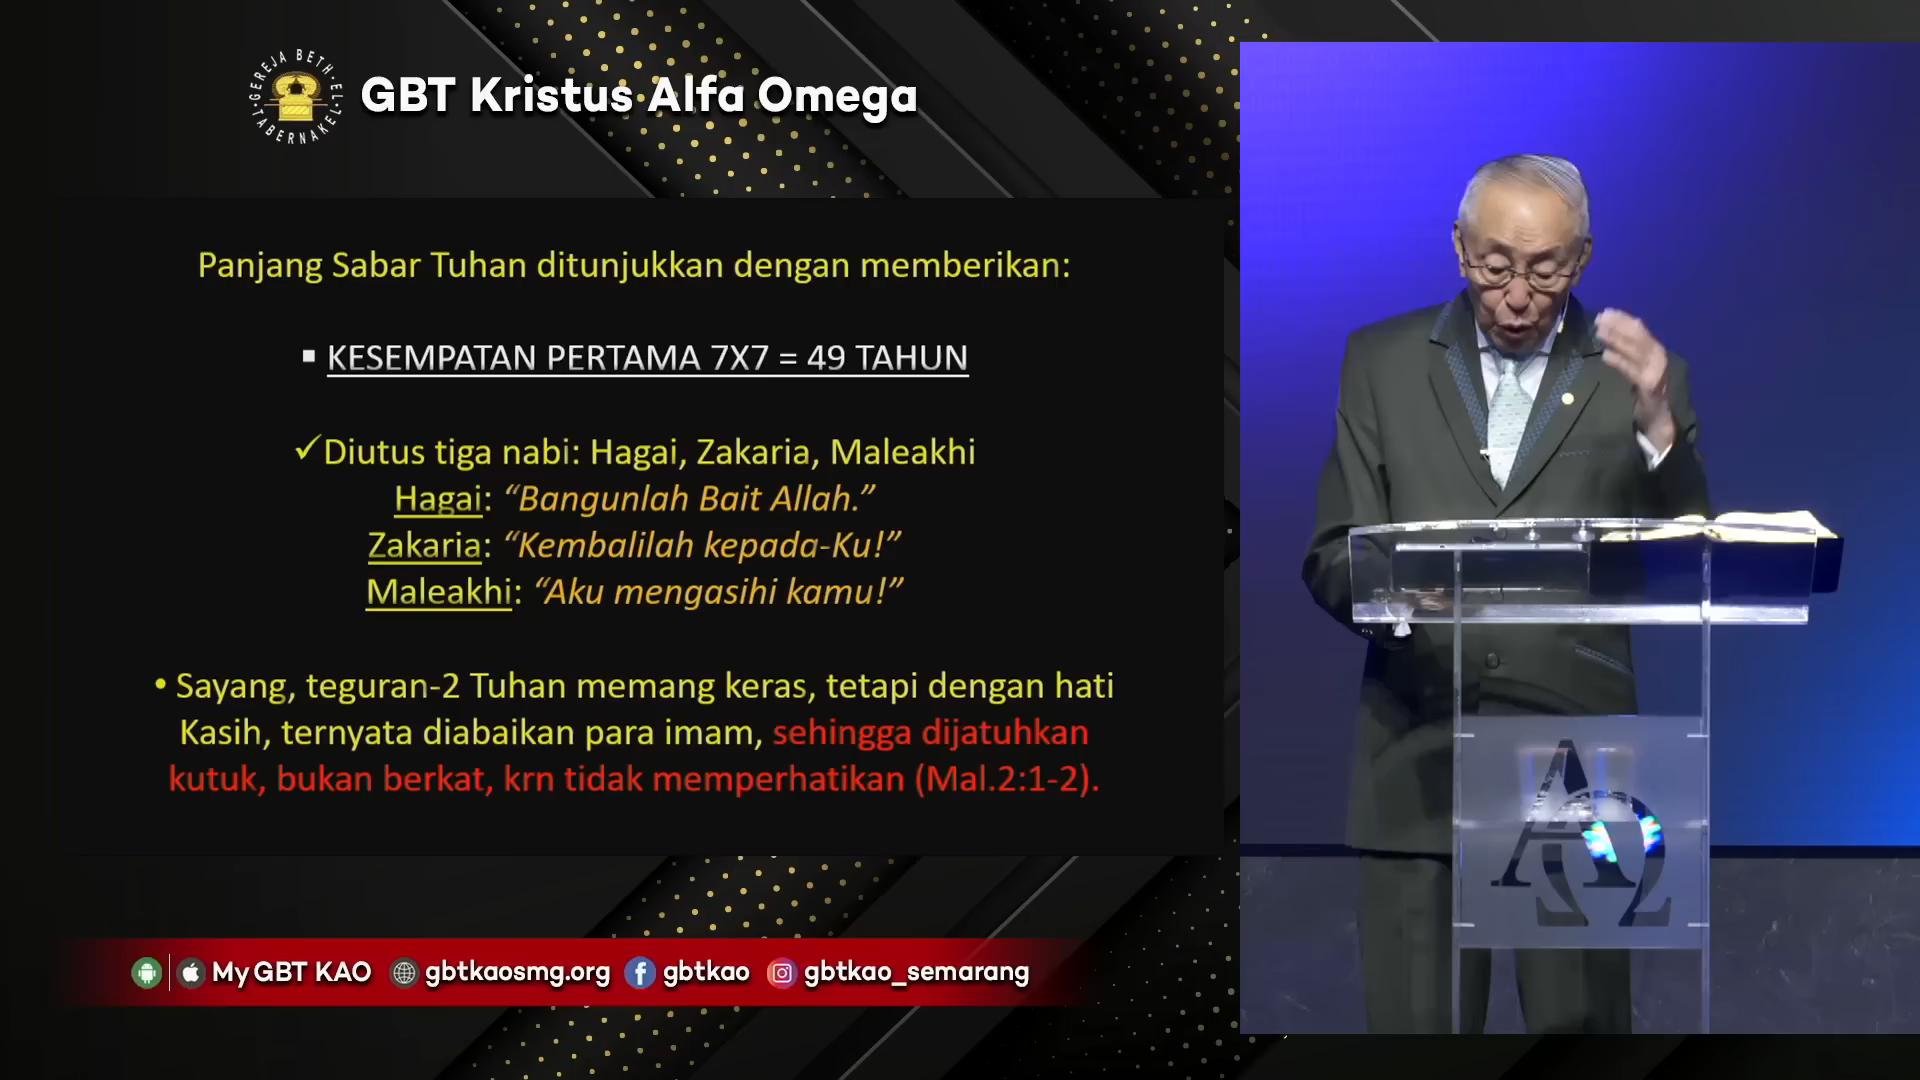 GEREJA BETH-EL TABERNAKEL
GBT Kristus Alfa Omega
Panjang Sabar Tuhan ditunjukkan dengan memberikan:
▪ KESEMPATAN PERTAMA 7X7 = 49 TAHUN
✓Diutus tiga nabi: Hagai, Zakaria, Maleakhi
Hagai: “Bangunlah Bait Allah.”
Zakaria: “Kembalilah kepada-Ku!”
Maleakhi: “Aku mengasihi kamu!”
• Sayang, teguran-2 Tuhan memang keras, tetapi dengan hati
Kasih, ternyata diabaikan para imam, sehingga dijatuhkan
kutuk, bukan berkat, krn tidak memperhatikan (Mal.2:1-2).
My GBT KAO gbtkaosmg.org gbtkao gbtkao_semarang
ΑΩ